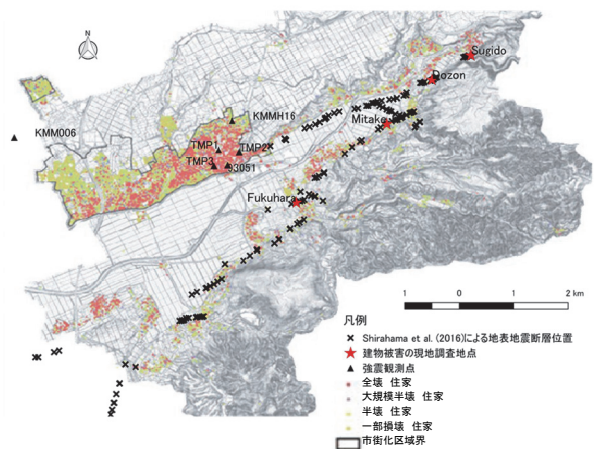 N
Sugido
Dozon
KMMH16
KMM006
Mitake
TMP1
TMP2
TMP3
93051
Fukuhara
1 0 1 2 km
凡例
Shirahama et al. (2016)による地表地震断層位置
建物被害の現地調査地点
強震観測点
全壊 住家
大規模半壊 住家
半壊 住家
一部損壊 住家
市街化区域界